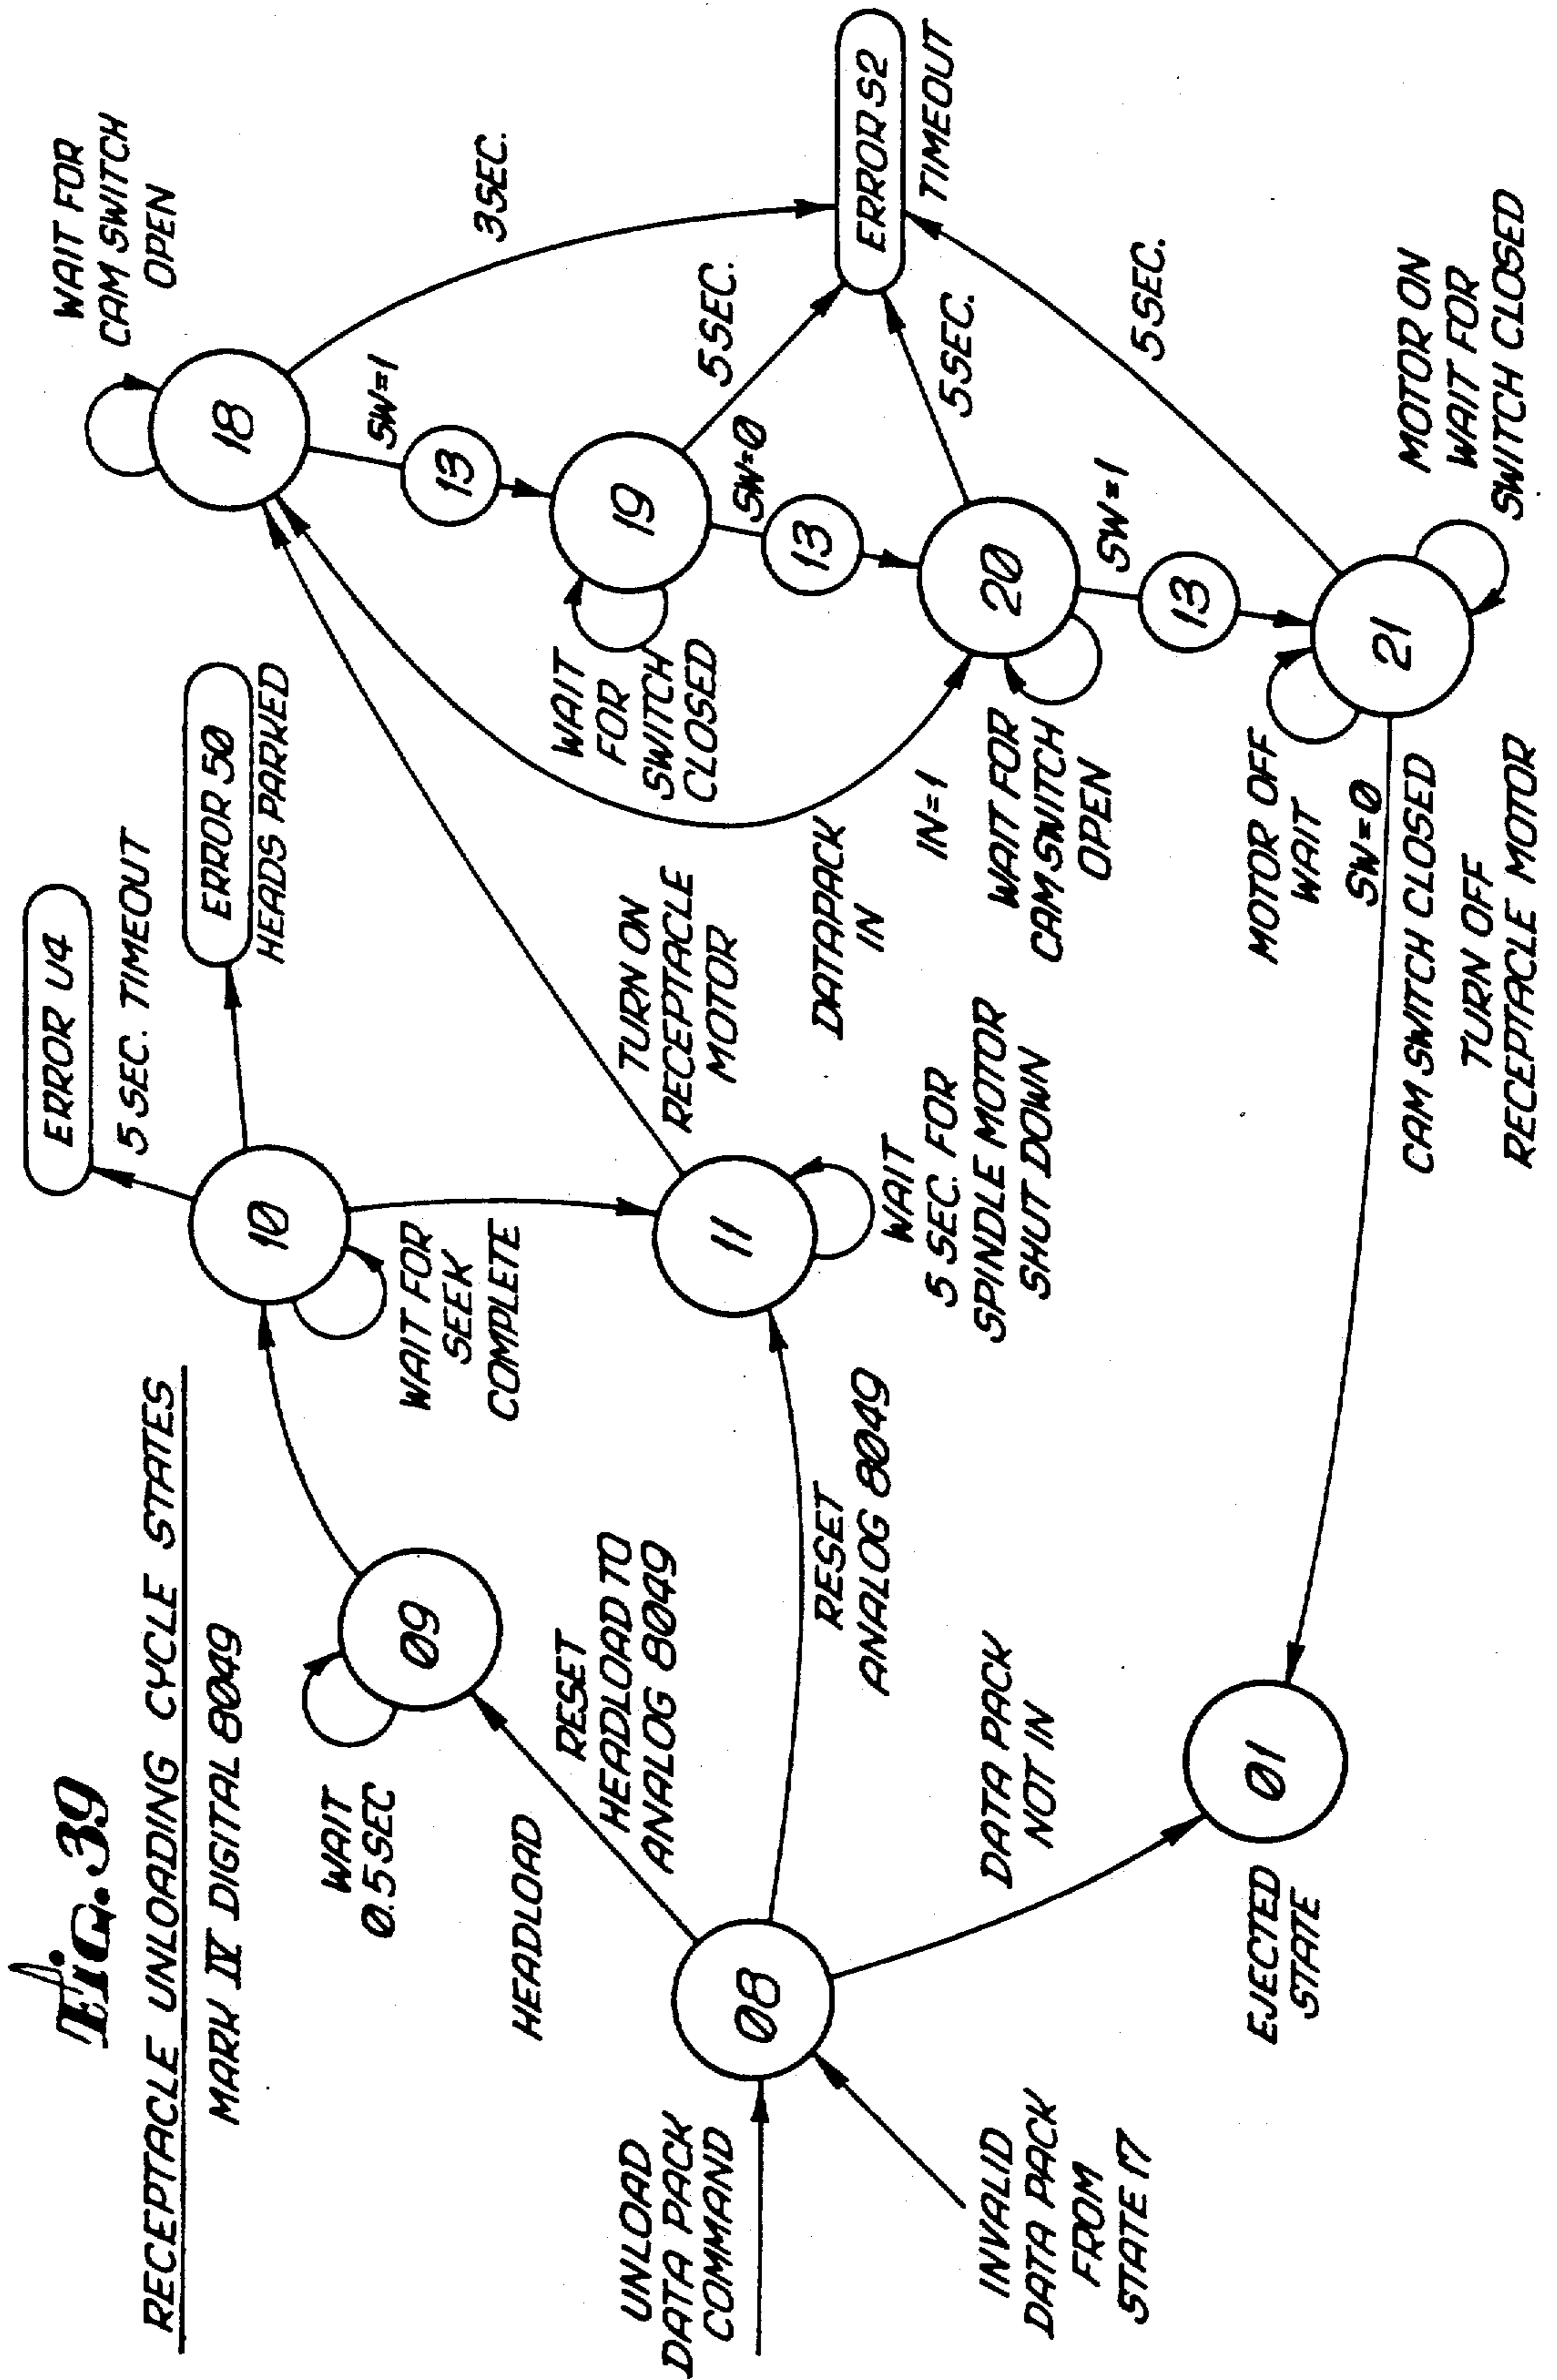 Fig. 39
RECEPTACLE UNLOADING CYCLE STATES
MARK IV DIGITAL 8049
UNLOAD
DATA PACK
COMMAND
INVALID
DATA PACK
FROM
STATE 17
08
HEADLOAD
RESET
HEADLOAD TO
ANALOG 8049
WAIT
0.5 SEC
09
RESET
ANALOG 8049
DATA PACK
NOT IN
EJECTED
STATE
01
10
WAIT FOR
SEEK
COMPLETE
ERROR U4
5 SEC. TIMEOUT
ERROR 50
HEADS PARKED
11
WAIT
5 SEC. FOR
SPINDLE MOTOR
SHUT DOWN
TURN ON
RECEPTACLE
MOTOR
DATAPACK
IN
IN=1
WAIT FOR
CAM SWITCH
OPEN
18
3 SEC.
SW=1
13
WAIT
FOR
SWITCH
CLOSED
19
5 SEC.
SW=0
13
WAIT FOR
CAM SWITCH
OPEN
20
5 SEC.
SW=1
13
ERROR 52
TIMEOUT
5 SEC.
MOTOR OFF
WAIT
21
MOTOR ON
WAIT FOR
SWITCH CLOSED
SW=0
CAM SWITCH CLOSED
TURN OFF
RECEPTACLE MOTOR